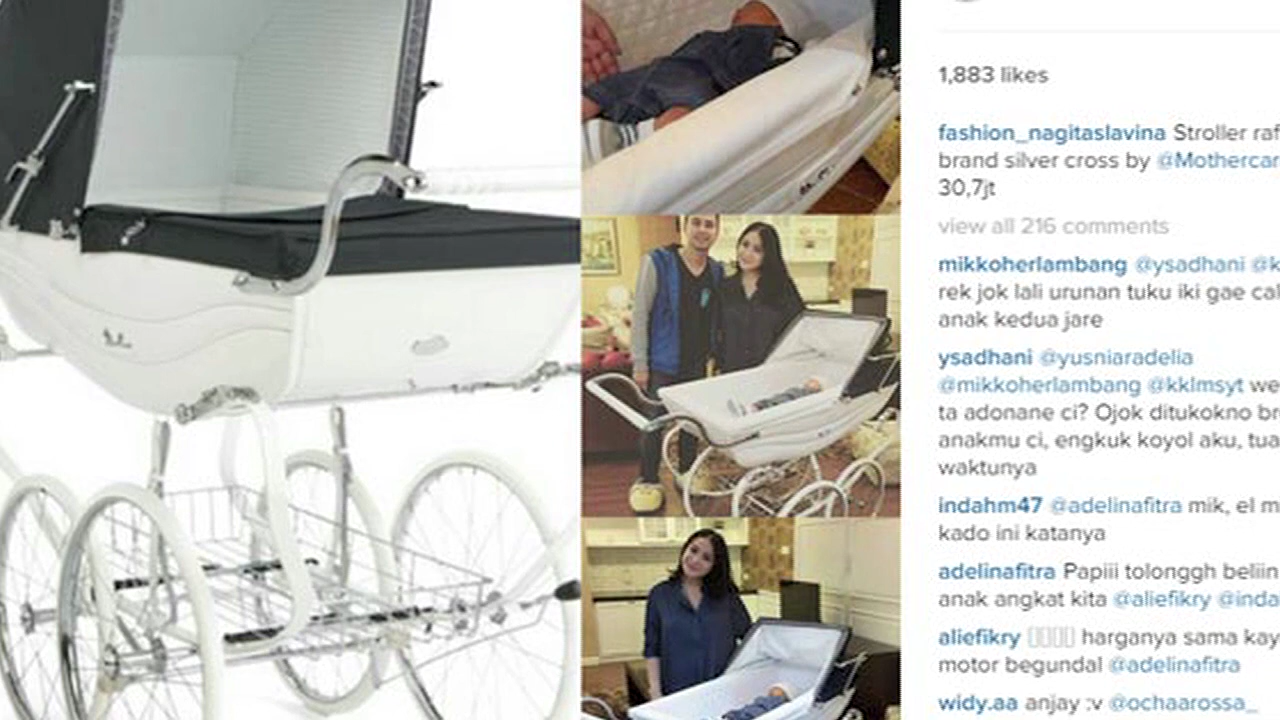 1,883 likes
fashion_nagitaslavina Stroller raf
brand silver cross by @Mothercar
30,7jt
view all 216 comments
mikkoherlambang @ysadhani @k
rek jok lali urunan tuku iki gae cal
anak kedua jare
ysadhani @yusniaradelia
@mikkoherlambang @kklmsyt we
ta adonane ci? Ojok ditukokno br
anakmu ci, engkuk koyol aku, tua
waktunya
indahm47 @adelinafitra mik, el m
kado ini katanya
adelinafitra Papiii tolonggh beliin
anak angkat kita @aliefikry @inda
aliefikry harganya sama kay
motor begundal @adelinafitra
widy.aa anjay :v @ochaarossa_